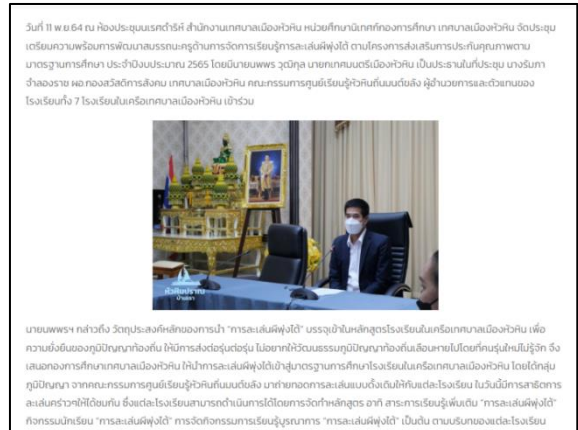 วันที่ 11 พ.ย.64 ณ ห้องประชุมนเรศดำริห์ สำนักงานเทศบาลเมืองหัวหิน หน่วยศึกษานิเทศก์กองการศึกษา เทศบาลเมืองหัวหิน จัดประชุม
เตรียมความพร้อมการพัฒนาสมรรถนะครูด้านการจัดการเรียนรู้การละเล่นผีพุ่งใต้ ตามโครงการส่งเสริมการประกันคุณภาพตาม
มาตรฐานการศึกษา ประจำปีงบประมาณ 2565 โดยมีนายนพพร วุฒิกุล นายกเทศมนตรีเมืองหัวหิน เป็นประธานในที่ประชุม นางรัมภา
จำลองราช ผอ.กองสวัสดิการสังคม เทศบาลเมืองหัวหิน คณะกรรมการศูนย์เรียนรู้หัวหินถิ่นมนต์ขลัง ผู้อำนวยการและตัวแทนของ
โรงเรียนทั้ง 7 โรงเรียนในเครือเทศบาลเมืองหัวหิน เข้าร่วม
หัวหินปราณ
บ้านเรา
นายนพพรฯ กล่าวถึง วัตถุประสงค์หลักของการนำ "การละเล่นผีพุ่งใต้" บรรจุเข้าในหลักสูตรโรงเรียนในเครือเทศบาลเมืองหัวหิน เพื่อ
ความยั่งยืนของภูมิปัญญาท้องถิ่น ให้มีการส่งต่อรุ่นต่อรุ่น ไม่อยากให้วัฒนธรรมภูมิปัญญาท้องถิ่นเลือนหายไปโดยที่คนรุ่นใหม่ไม่รู้จัก จึง
เสนอกองการศึกษาเทศบาลเมืองหัวหิน ให้นำการละเล่นผีพุ่งใต้เข้าสู่มาตรฐานการศึกษาโรงเรียนในเครือเทศบาลเมืองหัวหิน โดยได้กลุ่ม
ภูมิปัญญา จากคณะกรรมการศูนย์เรียนรู้หัวหินถิ่นมนต์ขลัง มาถ่ายทอดการละเล่นแบบดั้งเดิมให้กับแต่ละโรงเรียน ในวันนี้มีการสาธิตการ
ละเล่นคร่าวๆให้ได้ชมกัน ซึ่งแต่ละโรงเรียนสามารถดำเนินการได้โดยการจัดทำหลักสูตร อาทิ สาระการเรียนรู้เพิ่มเติม "การละเล่นผีพุ่งใต้"
กิจกรรมนักเรียน "การละเล่นผีพุ่งใต้" การจัดกิจกรรมการเรียนรู้บูรณาการ "การละเล่นผีพุ่งใต้" เป็นต้น ตามบริบทของแต่ละโรงเรียน